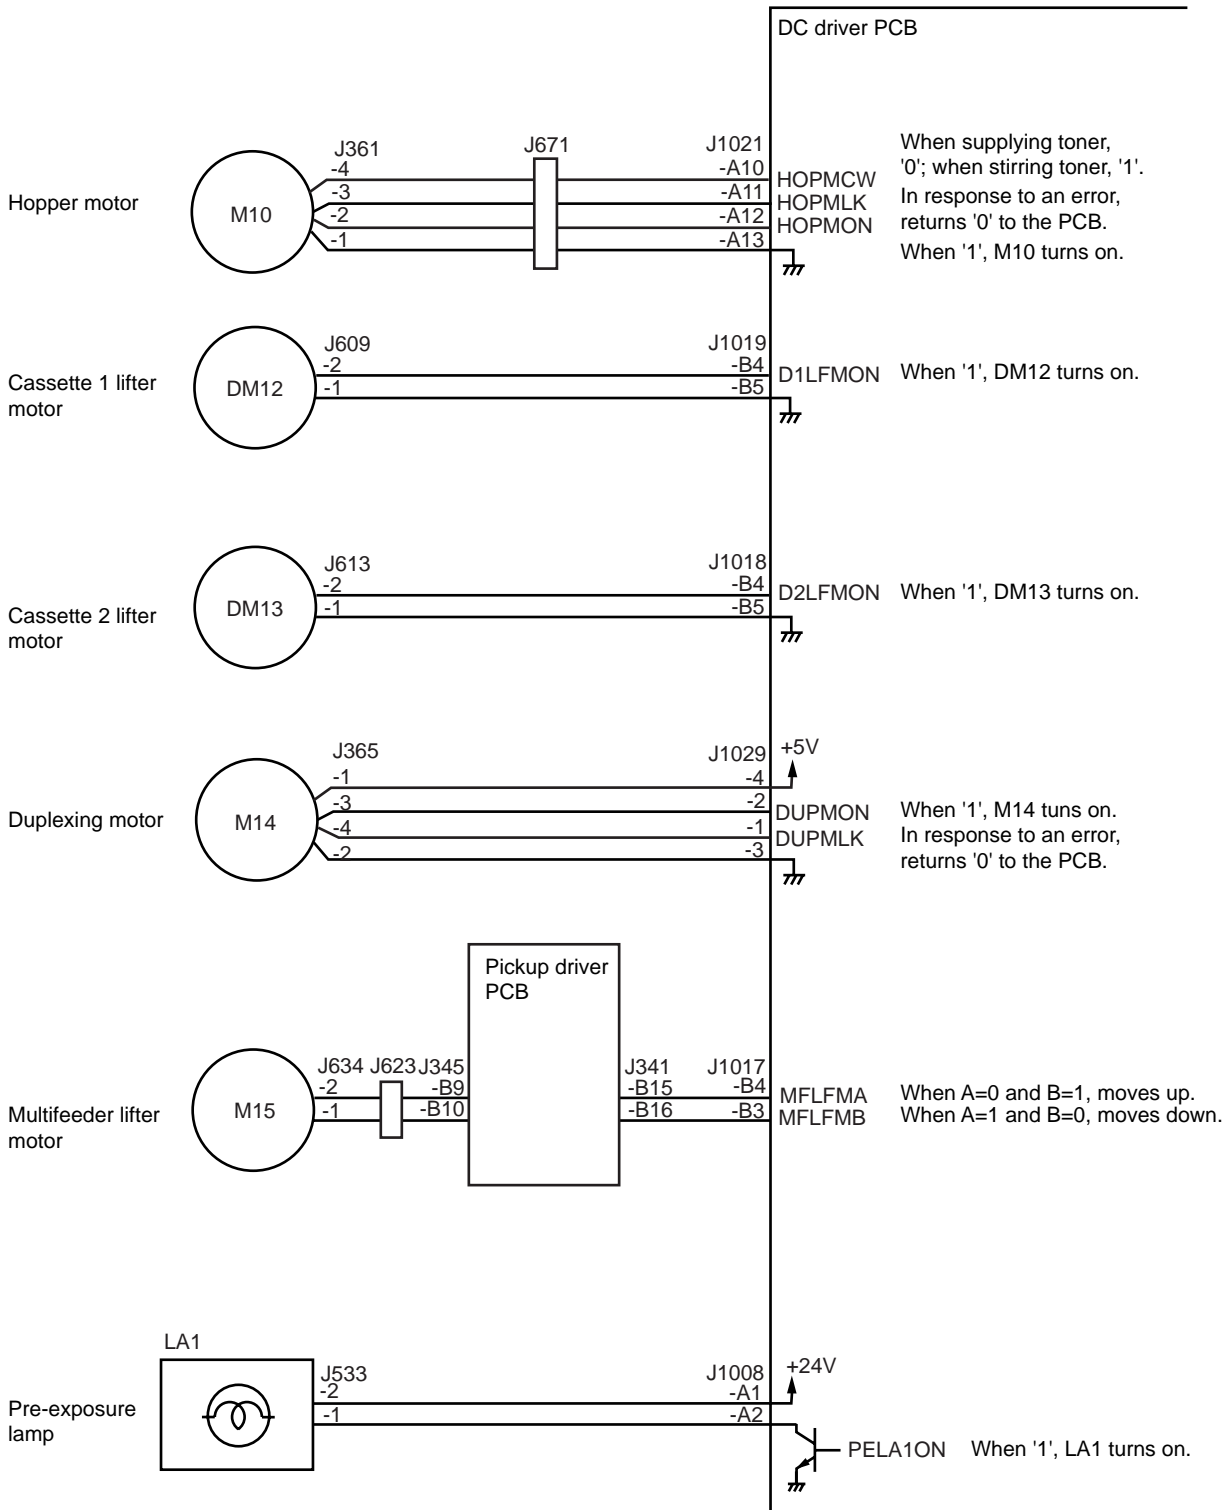 DC driver PCB
Hopper motor
M10
J361
-4
-3
-2
-1
J671
J1021
-A10
-A11
-A12
-A13
HOPMCW
HOPMLK
HOPMON
When supplying toner,
'0'; when stirring toner, '1'.
In response to an error,
returns '0' to the PCB.
When '1', M10 turns on.
Cassette 1 lifter
motor
DM12
J609
-2
-1
J1019
-B4
-B5
D1LFMON
When '1', DM12 turns on.
Cassette 2 lifter
motor
DM13
J613
-2
-1
J1018
-B4
-B5
D2LFMON
When '1', DM13 turns on.
Duplexing motor
M14
J365
-1
-3
-4
-2
J1029
-4
-2
-1
-3
+5V
DUPMON
DUPMLK
When '1', M14 tuns on.
In response to an error,
returns '0' to the PCB.
Multifeeder lifter
motor
M15
J634
-2
-1
J623
J345
-B9
-B10
Pickup driver
PCB
J341
-B15
-B16
J1017
-B4
-B3
MFLFMA
MFLFMB
When A=0 and B=1, moves up.
When A=1 and B=0, moves down.
Pre-exposure
lamp
LA1
J533
-2
-1
J1008
-A1
-A2
+24V
PELA1ON
When '1', LA1 turns on.